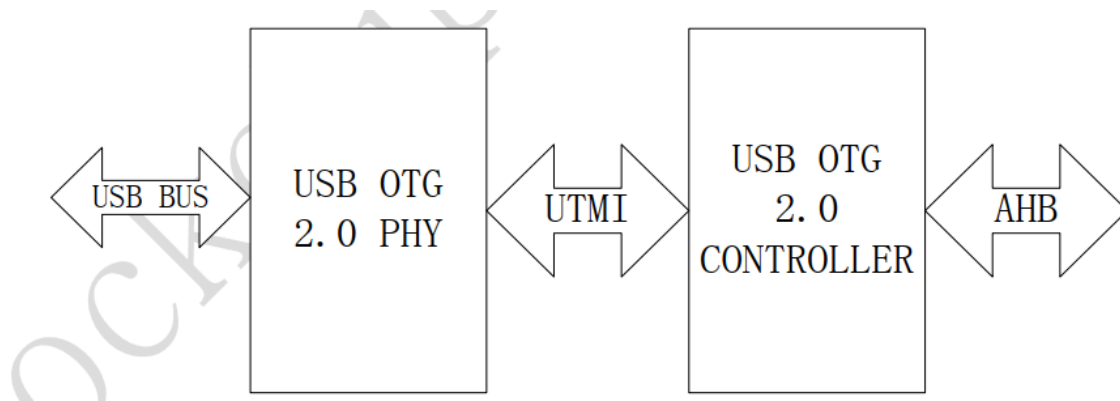 USB BUS
USB OTG
2.0 PHY
UTMI
USB OTG
2.0
CONTROLLER
AHB